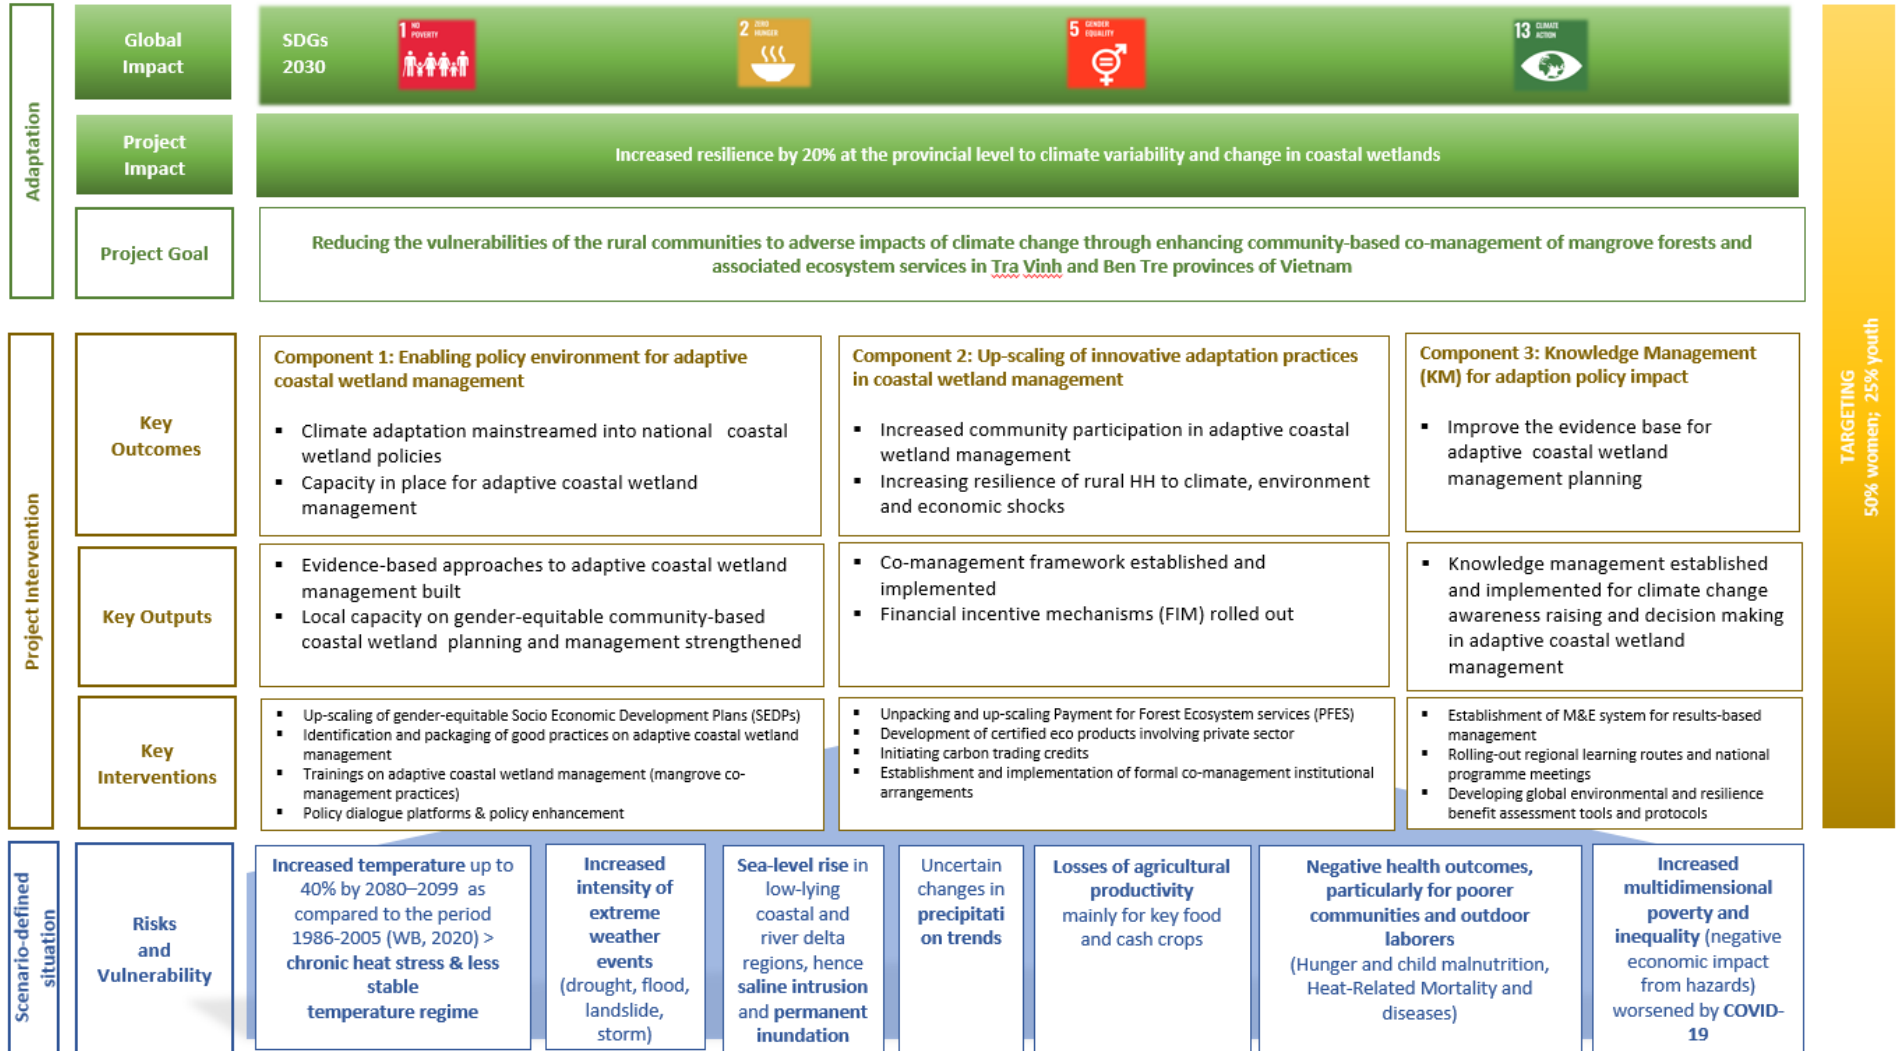 Adaptation
Global
Impact
SDGs
2030
1 NO
POVERTY
2 ZERO
HUNGER
5 GENDER
EQUALITY
13 CLIMATE
ACTION
Project
Impact
Increased resilience by 20% at the provincial level to climate variability and change in coastal wetlands
Project Goal
Reducing the vulnerabilities of the rural communities to adverse impacts of climate change through enhancing community-based co-management of mangrove forests and
associated ecosystem services in Tra Vinh and Ben Tre provinces of Vietnam
TARGETING
50% women; 25% youth
Project Intervention
Key
Outcomes
Component 1: Enabling policy environment for adaptive
coastal wetland management
▪ Climate adaptation mainstreamed into national coastal
wetland policies
▪ Capacity in place for adaptive coastal wetland
management
Component 2: Up-scaling of innovative adaptation practices
in coastal wetland management
▪ Increased community participation in adaptive coastal
wetland management
▪ Increasing resilience of rural HH to climate, environment
and economic shocks
Component 3: Knowledge Management
(KM) for adaption policy impact
▪ Improve the evidence base for
adaptive coastal wetland
management planning
Key Outputs
▪ Evidence-based approaches to adaptive coastal wetland
management built
▪ Local capacity on gender-equitable community-based
coastal wetland planning and management strengthened
▪ Co-management framework established and
implemented
▪ Financial incentive mechanisms (FIM) rolled out
▪ Knowledge management established
and implemented for climate change
awareness raising and decision making
in adaptive coastal wetland
management
Key
Interventions
▪ Up-scaling of gender-equitable Socio Economic Development Plans (SEDPs)
▪ Identification and packaging of good practices on adaptive coastal wetland
management
▪ Trainings on adaptive coastal wetland management (mangrove co-
management practices)
▪ Policy dialogue platforms & policy enhancement
▪ Unpacking and up-scaling Payment for Forest Ecosystem services (PFES)
▪ Development of certified eco products involving private sector
▪ Initiating carbon trading credits
▪ Establishment and implementation of formal co-management institutional
arrangements
▪ Establishment of M&E system for results-based
management
▪ Rolling-out regional learning routes and national
programme meetings
▪ Developing global environmental and resilience
benefit assessment tools and protocols
Scenario-defined
situation
Risks
and
Vulnerability
Increased temperature up to
40% by 2080–2099 as
compared to the period
1986-2005 (WB, 2020) >
chronic heat stress & less
stable
temperature regime
Increased
intensity of
extreme
weather
events
(drought, flood,
landslide,
storm)
Sea-level rise in
low-lying
coastal and
river delta
regions, hence
saline intrusion
and permanent
inundation
Uncertain
changes in
precipitati
on trends
Losses of agricultural
productivity
mainly for key food
and cash crops
Negative health outcomes,
particularly for poorer
communities and outdoor
laborers
(Hunger and child malnutrition,
Heat-Related Mortality and
diseases)
Increased
multidimensional
poverty and
inequality (negative
economic impact
from hazards)
worsened by COVID-
19